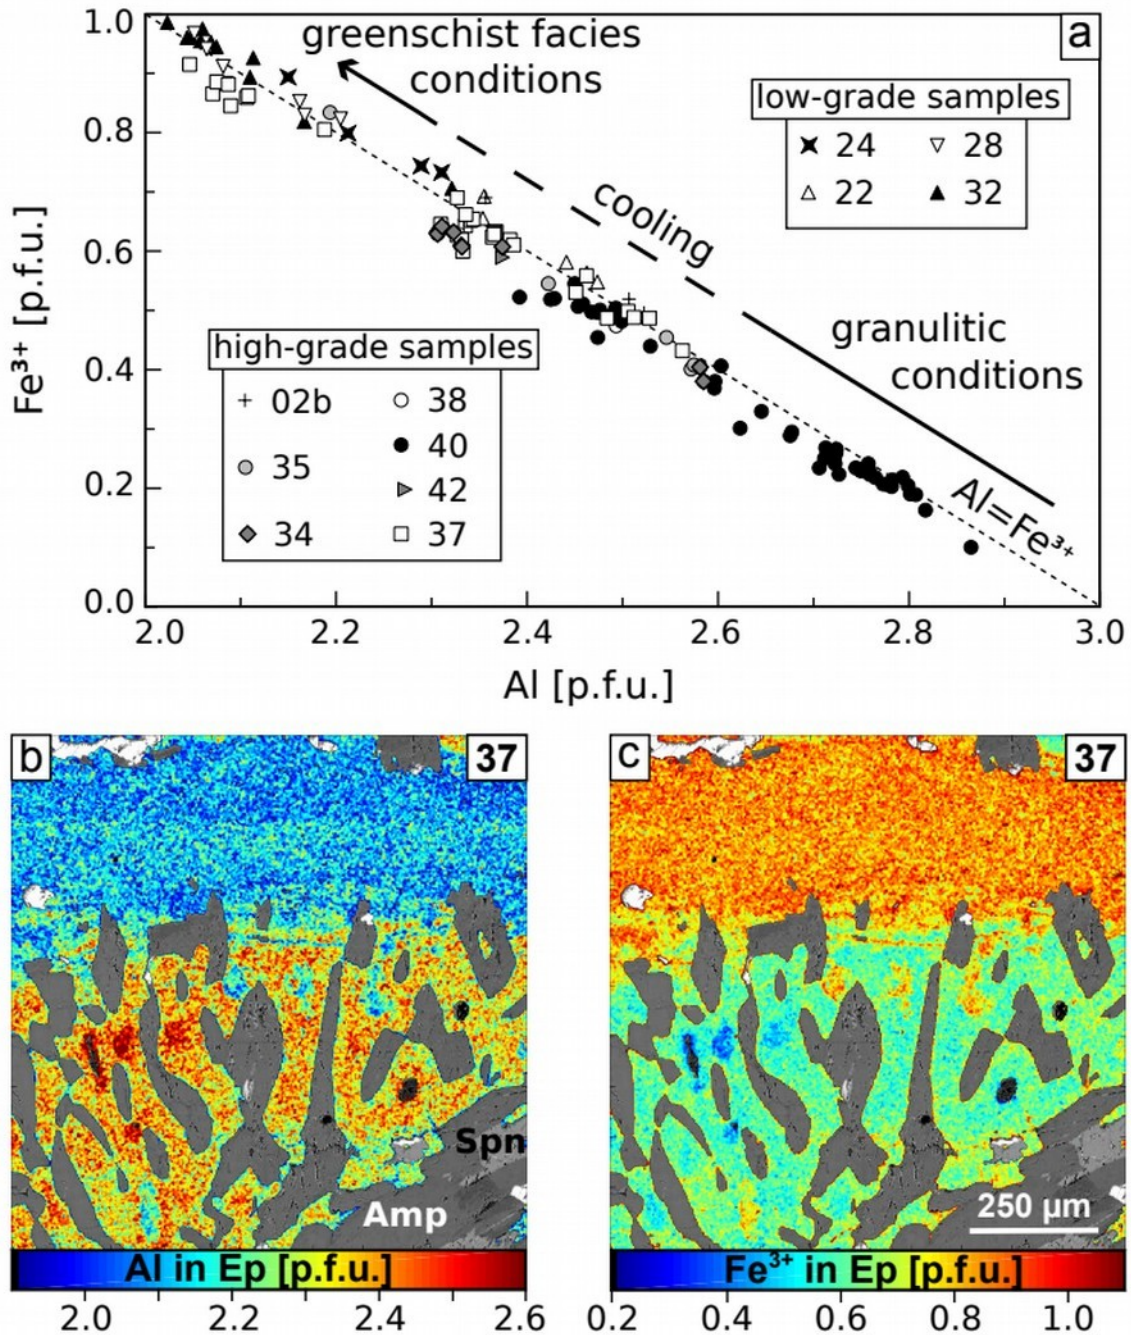 1.0
0.8
0.6
0.4
0.2
0.0
Fe³⁺ [p.f.u.]
a
greenschist facies
conditions
cooling
granulitic
conditions
Al=Fe³⁺
low-grade samples
24 28
22 32
high-grade samples
02b 38
35 40
34 42
37
2.0 2.2 2.4 2.6 2.8 3.0
Al [p.f.u.]
b 37
Spn
Amp
Al in Ep [p.f.u.]
2.0 2.2 2.4 2.6
c 37
250 µm
Fe³⁺ in Ep [p.f.u.]
0.2 0.4 0.6 0.8 1.0